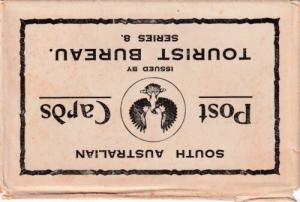 SOUTH AUSTRALIAN
Post Cards
ISSUED BY
TOURIST BUREAU.
SERIES 8.